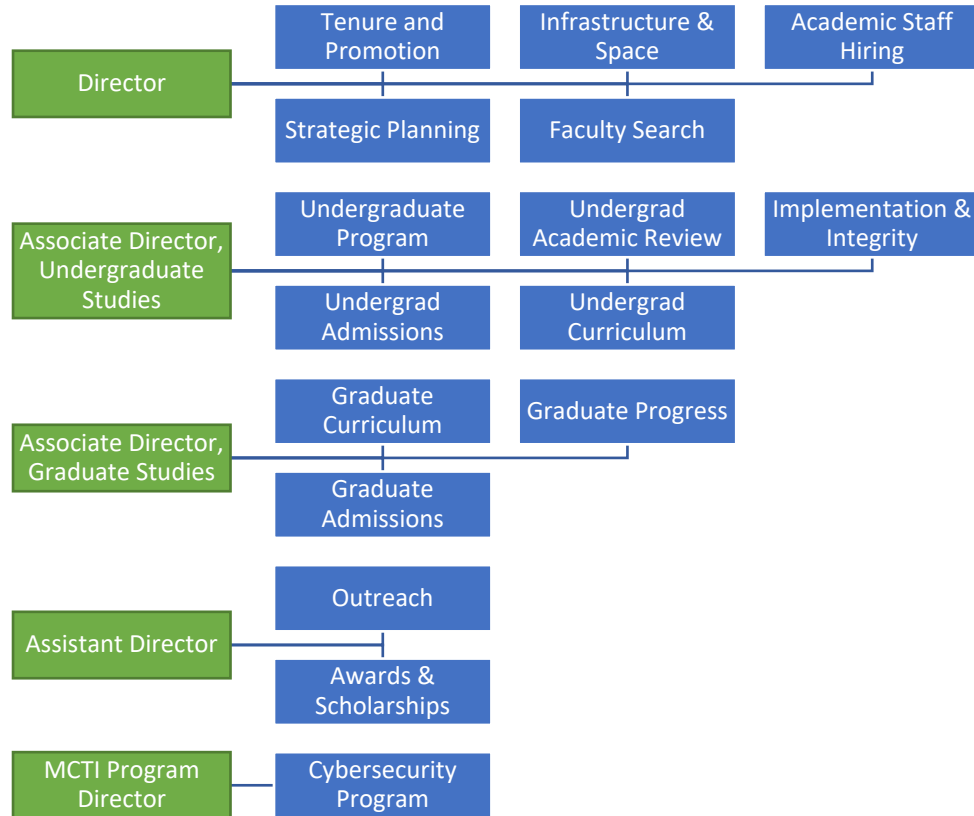 Director
Tenure and
Promotion
Infrastructure &
Space
Academic Staff
Hiring
Strategic Planning
Faculty Search
Associate Director,
Undergraduate
Studies
Undergraduate
Program
Undergrad
Academic Review
Implementation &
Integrity
Undergrad
Admissions
Undergrad
Curriculum
Associate Director,
Graduate Studies
Graduate
Curriculum
Graduate Progress
Graduate
Admissions
Assistant Director
Outreach
Awards &
Scholarships
MCTI Program
Director
Cybersecurity
Program